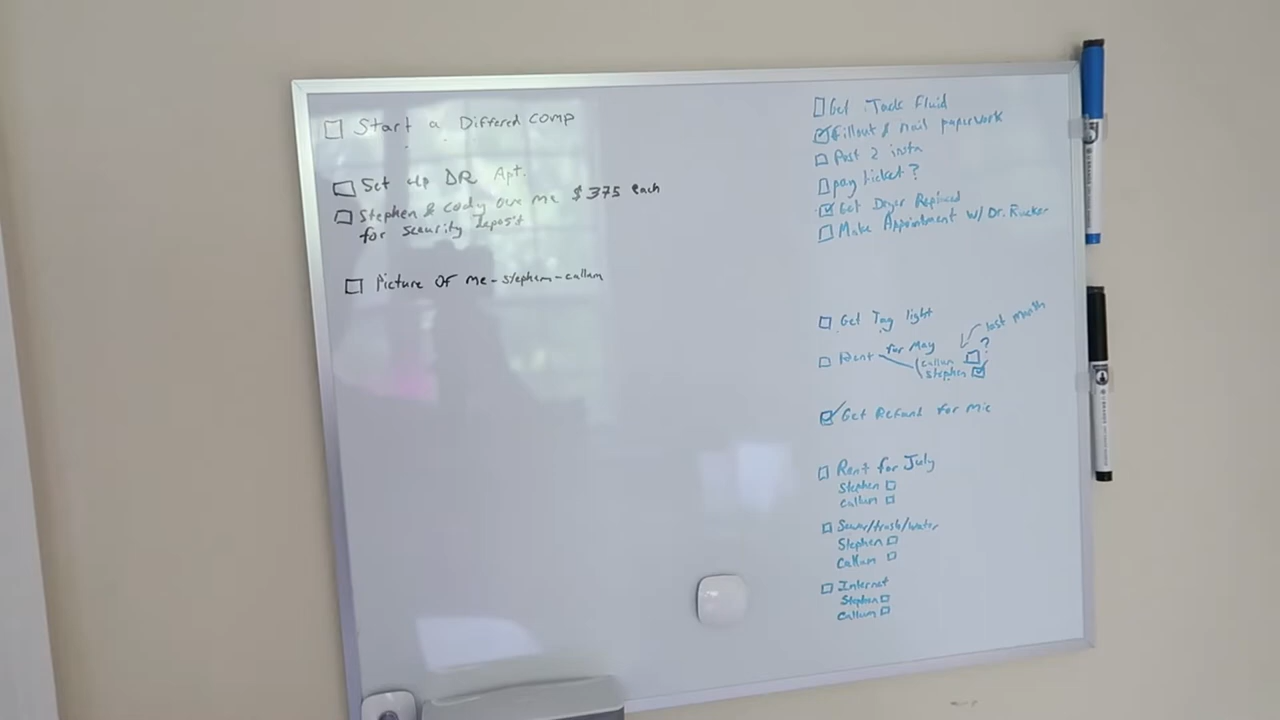 Start a Differed comp
Set up DR Apt.
Stephen & Cody owe me $375 each
for security Deposit
Picture Of me-stephen-callum
Get Jack Fluid
Fillout & mail paperwork
Post 2 insta
pay ticket?
Get Dryer Replaced
Make Appointment w/ Dr. Rucker
Get Tag light
last month
Rent for May
?
callum
stephen
Get Refund for mic
Rent for July
Stephen
callum
Sewer/trash/water
Stephen
Callum
Internet
Stephen
Callum